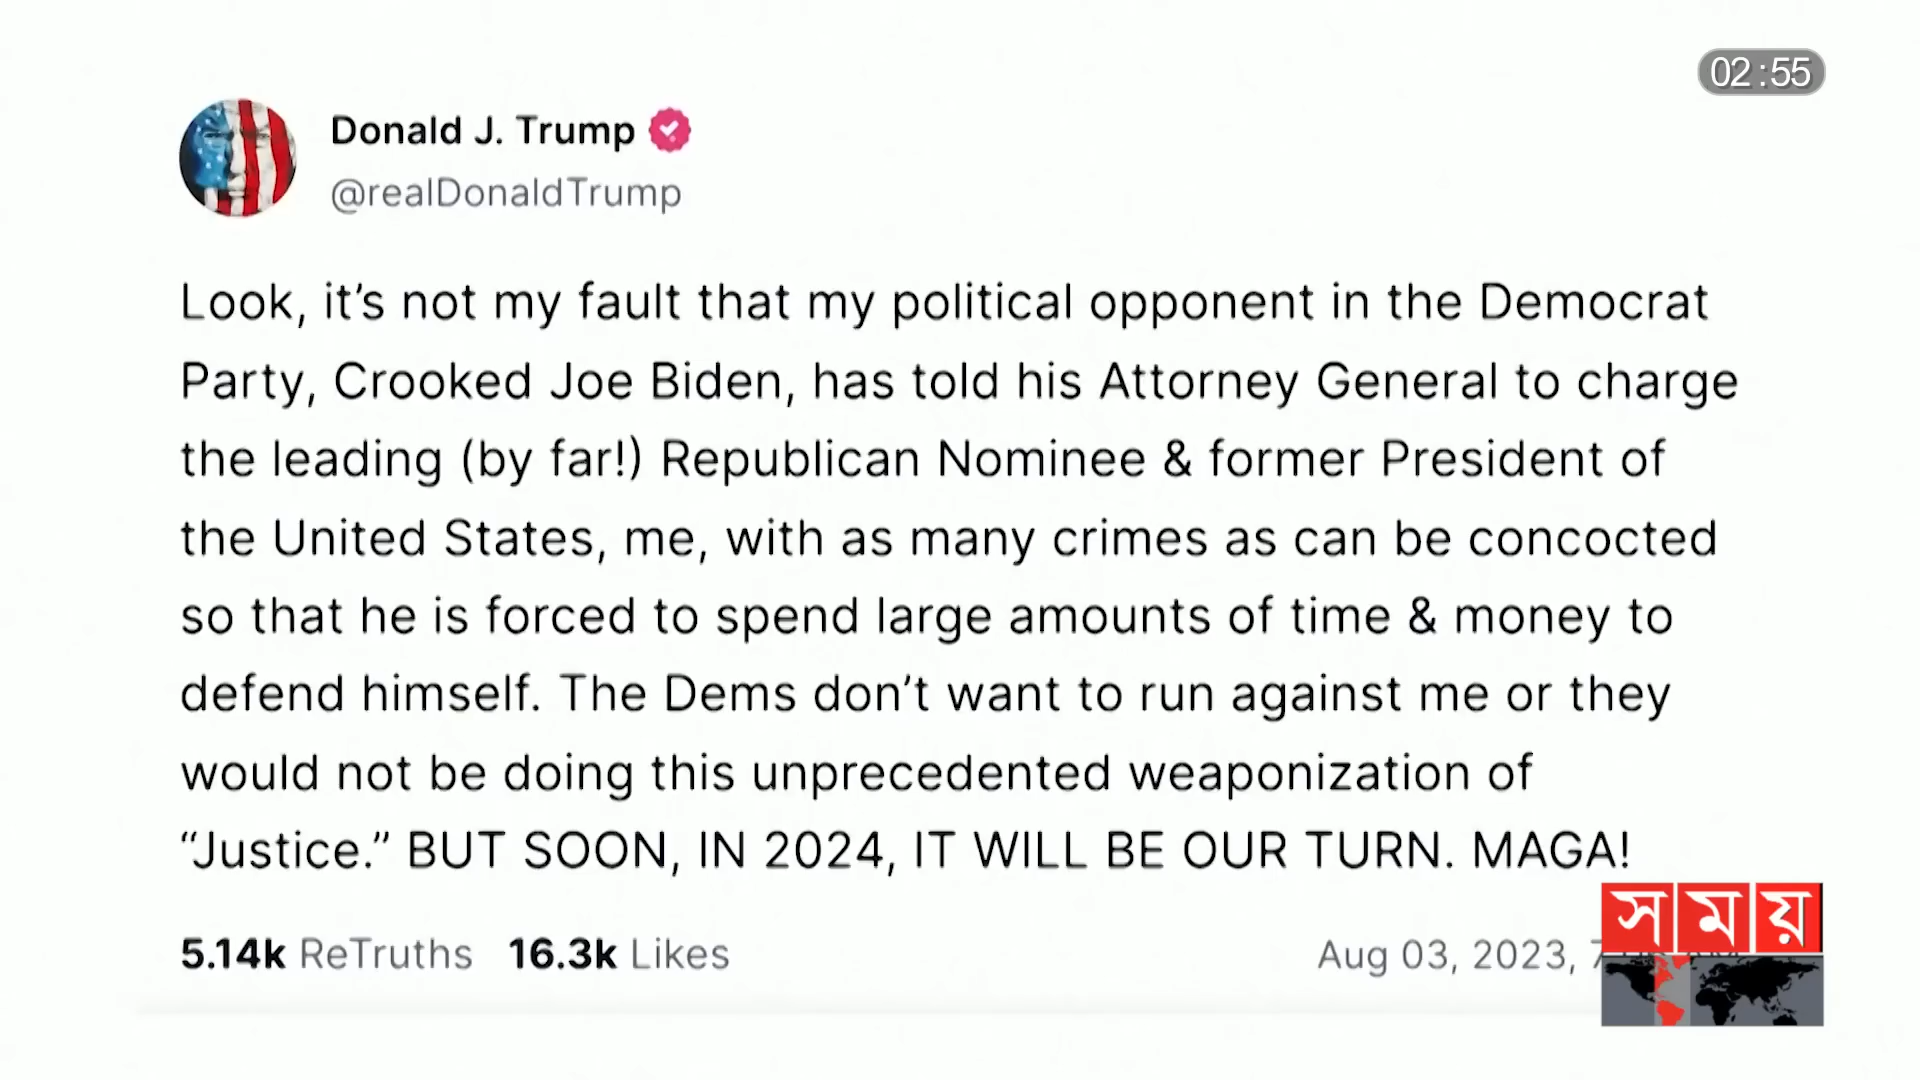 02:55
Donald J. Trump
@realDonaldTrump
Look, it’s not my fault that my political opponent in the Democrat
Party, Crooked Joe Biden, has told his Attorney General to charge
the leading (by far!) Republican Nominee & former President of
the United States, me, with as many crimes as can be concocted
so that he is forced to spend large amounts of time & money to
defend himself. The Dems don’t want to run against me or they
would not be doing this unprecedented weaponization of
“Justice.” BUT SOON, IN 2024, IT WILL BE OUR TURN. MAGA!
5.14k ReTruths 16.3k Likes
Aug 03, 2023,
সময়